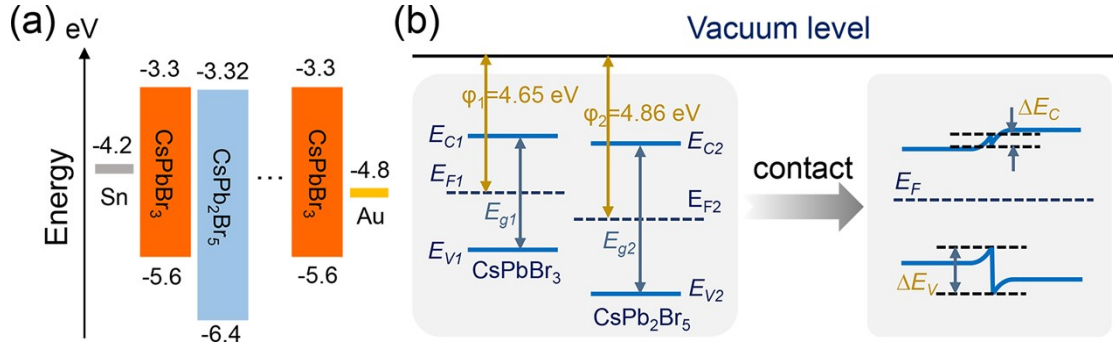 (a)
eV
Energy
-4.2
Sn
-3.3
CsPbBr3
-5.6
-3.32
CsPb2Br5
-6.4
...
-3.3
CsPbBr3
-5.6
-4.8
Au
(b)
Vacuum level
φ1=4.65 eV
φ2=4.86 eV
EC1
EF1
Eg1
EV1
CsPbBr3
EC2
EF2
Eg2
EV2
CsPb2Br5
contact
ΔEC
EF
ΔEV